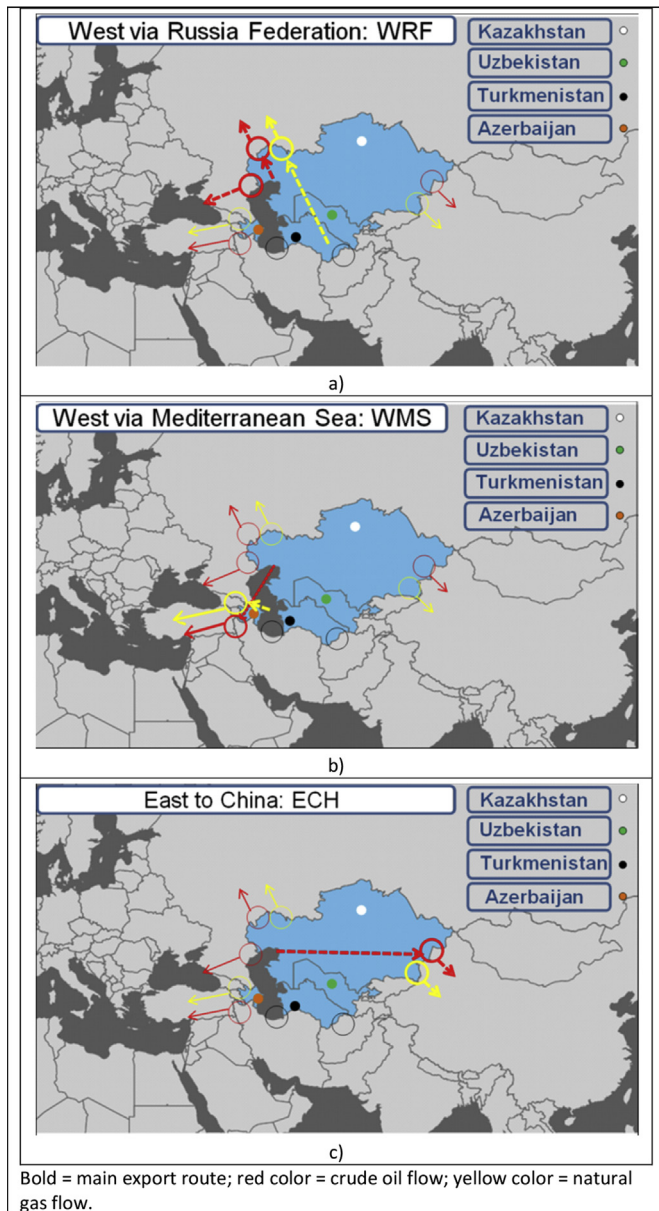 West via Russia Federation: WRF
Kazakhstan
Uzbekistan
Turkmenistan
Azerbaijan
a)
West via Mediterranean Sea: WMS
Kazakhstan
Uzbekistan
Turkmenistan
Azerbaijan
b)
East to China: ECH
Kazakhstan
Uzbekistan
Turkmenistan
Azerbaijan
c)
Bold = main export route; red color = crude oil flow; yellow color = natural
gas flow.